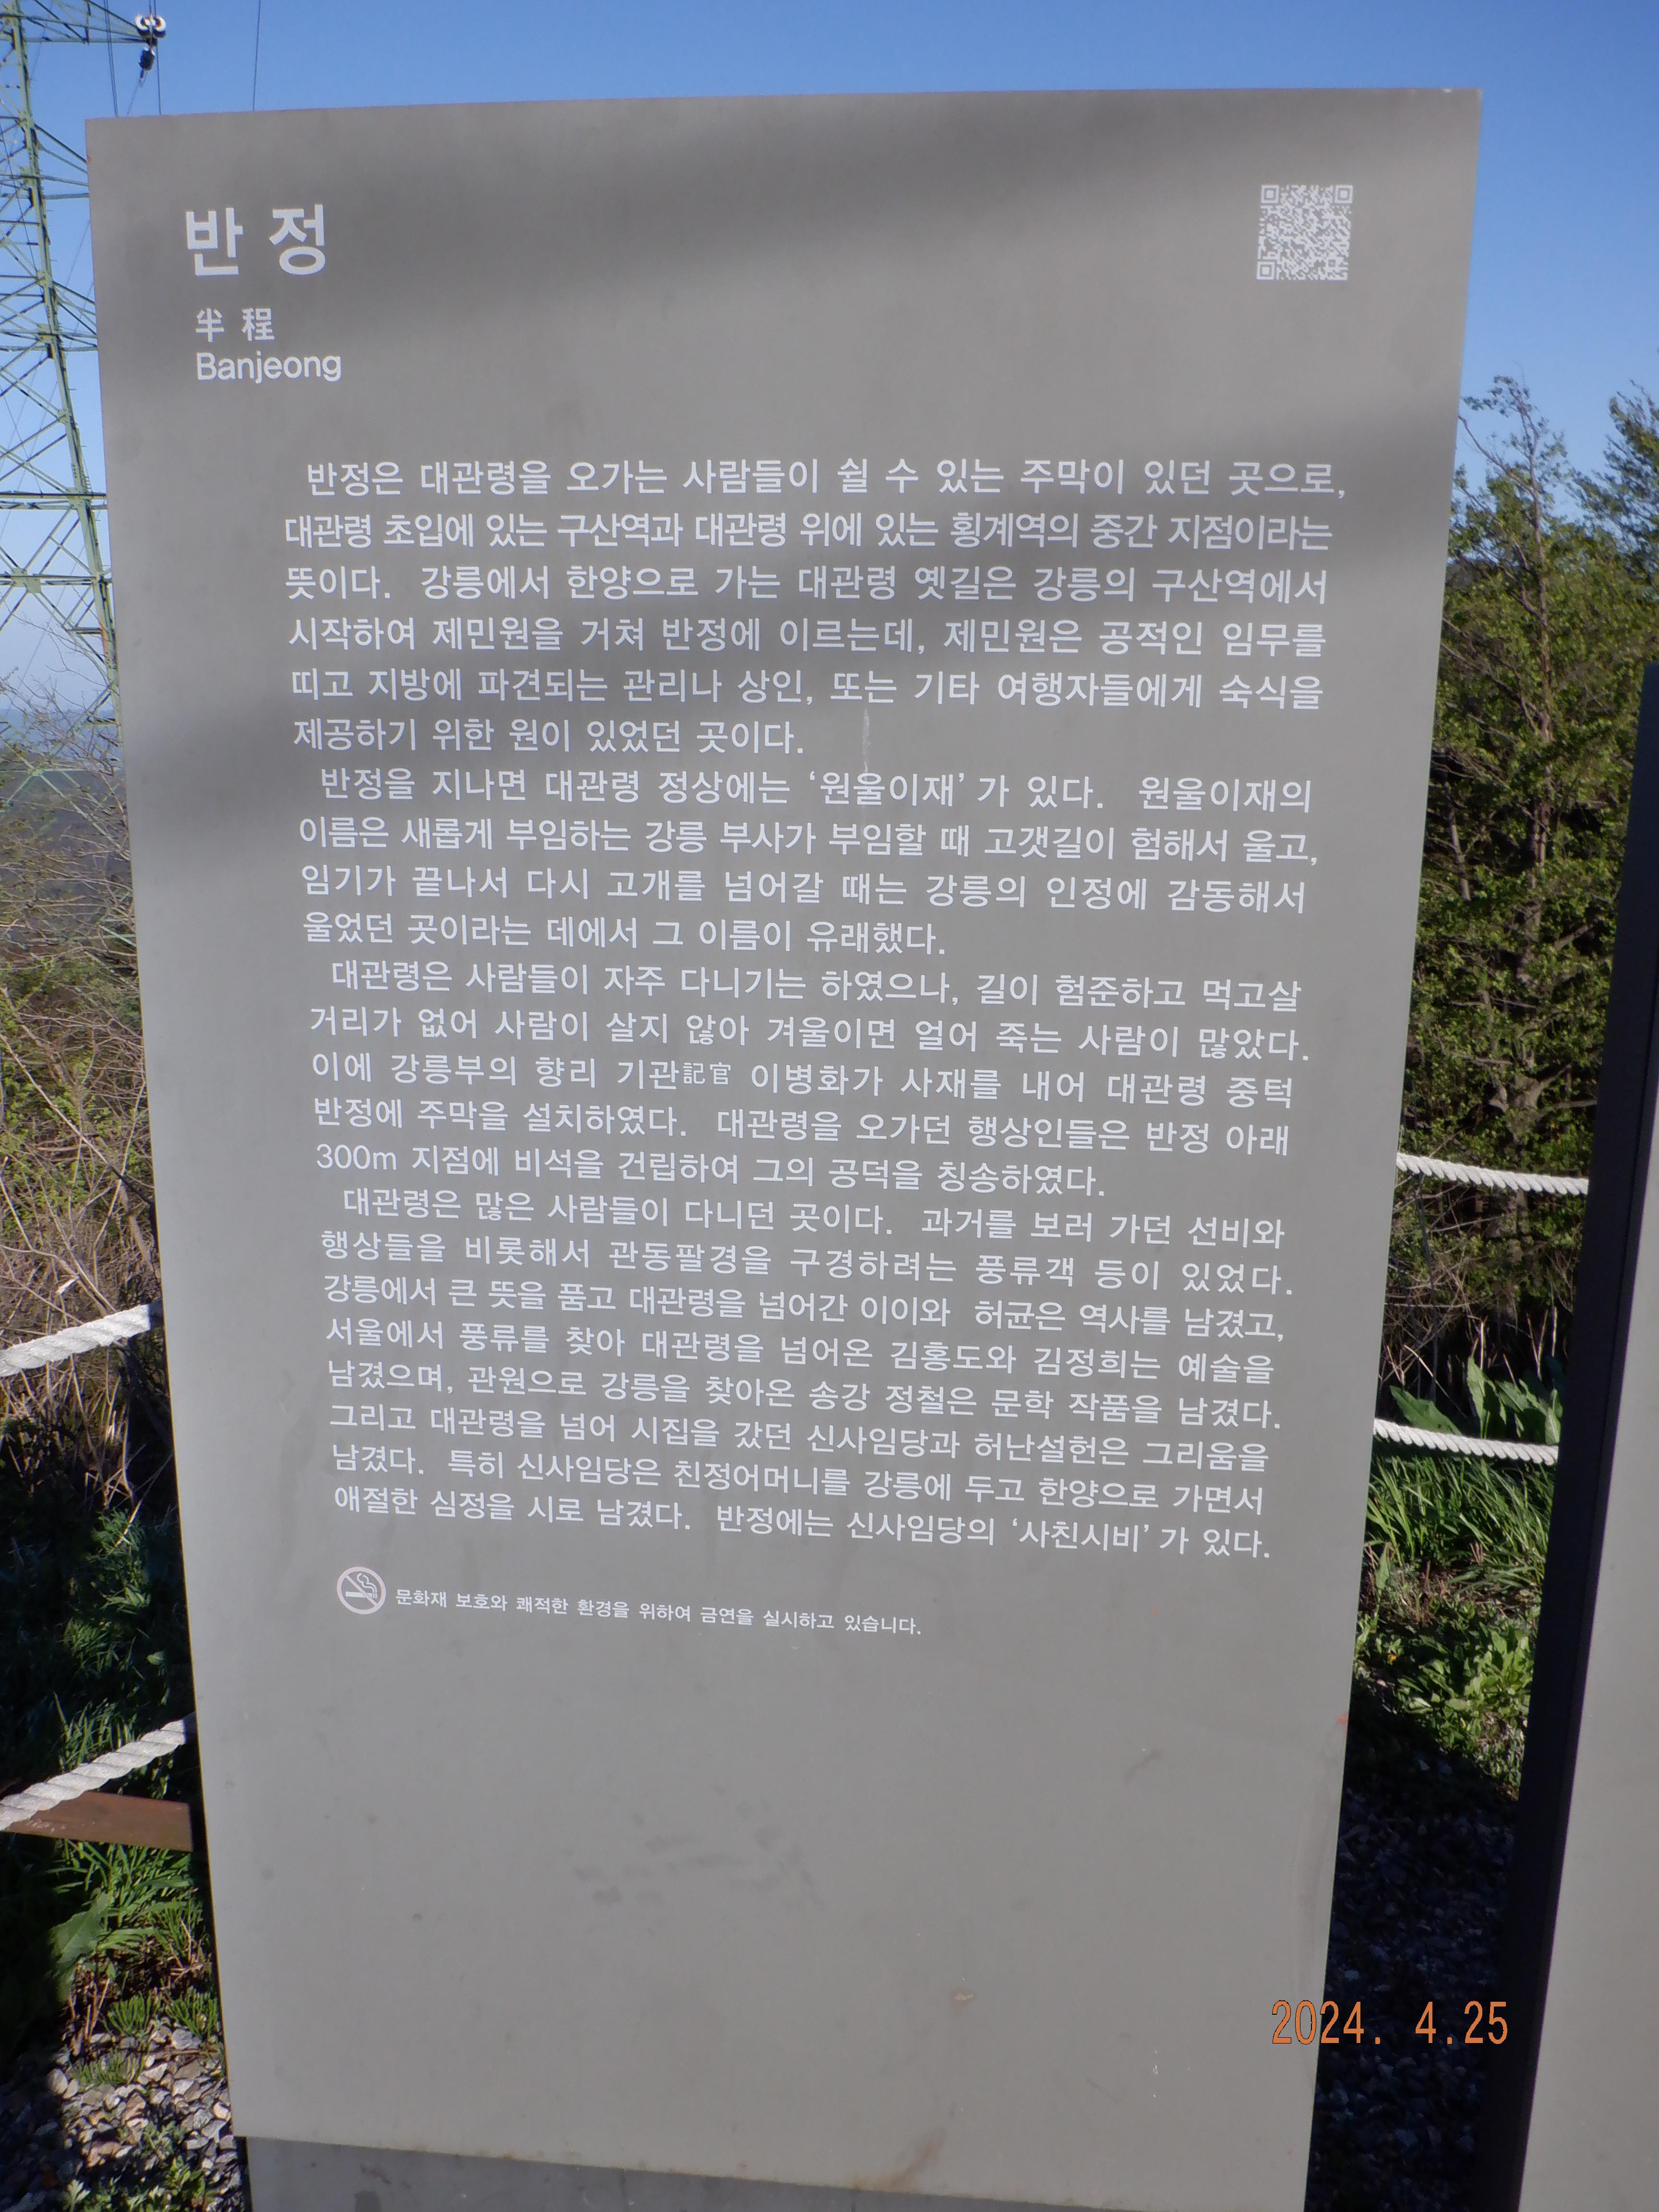 반정
半程
Banjeong
반정은 대관령을 오가는 사람들이 쉴 수 있는 주막이 있던 곳으로,
대관령 초입에 있는 구산역과 대관령 위에 있는 횡계역의 중간 지점이라는
뜻이다. 강릉에서 한양으로 가는 대관령 옛길은 강릉의 구산역에서
시작하여 제민원을 거쳐 반정에 이르는데, 제민원은 공적인 임무를
띠고 지방에 파견되는 관리나 상인, 또는 기타 여행자들에게 숙식을
제공하기 위한 원이 있었던 곳이다.
반정을 지나면 대관령 정상에는 ‘원울이재’가 있다. 원울이재의
이름은 새롭게 부임하는 강릉 부사가 부임할 때 고갯길이 험해서 울고,
임기가 끝나서 다시 고개를 넘어갈 때는 강릉의 인정에 감동해서
울었던 곳이라는 데에서 그 이름이 유래했다.
대관령은 사람들이 자주 다니기는 하였으나, 길이 험준하고 먹고살
거리가 없어 사람이 살지 않아 겨울이면 얼어 죽는 사람이 많았다.
이에 강릉부의 향리 기관記官 이병화가 사재를 내어 대관령 중턱
반정에 주막을 설치하였다. 대관령을 오가던 행상인들은 반정 아래
300m 지점에 비석을 건립하여 그의 공덕을 칭송하였다.
대관령은 많은 사람들이 다니던 곳이다. 과거를 보러 가던 선비와
행상들을 비롯해서 관동팔경을 구경하려는 풍류객 등이 있었다.
강릉에서 큰 뜻을 품고 대관령을 넘어간 이이와 허균은 역사를 남겼고,
서울에서 풍류를 찾아 대관령을 넘어온 김홍도와 김정희는 예술을
남겼으며, 관원으로 강릉을 찾아온 송강 정철은 문학 작품을 남겼다.
그리고 대관령을 넘어 시집을 갔던 신사임당과 허난설헌은 그리움을
남겼다. 특히 신사임당은 친정어머니를 강릉에 두고 한양으로 가면서
애절한 심정을 시로 남겼다. 반정에는 신사임당의 ‘사친시비’가 있다.
문화재 보호와 쾌적한 환경을 위하여 금연을 실시하고 있습니다.
2024. 4.25